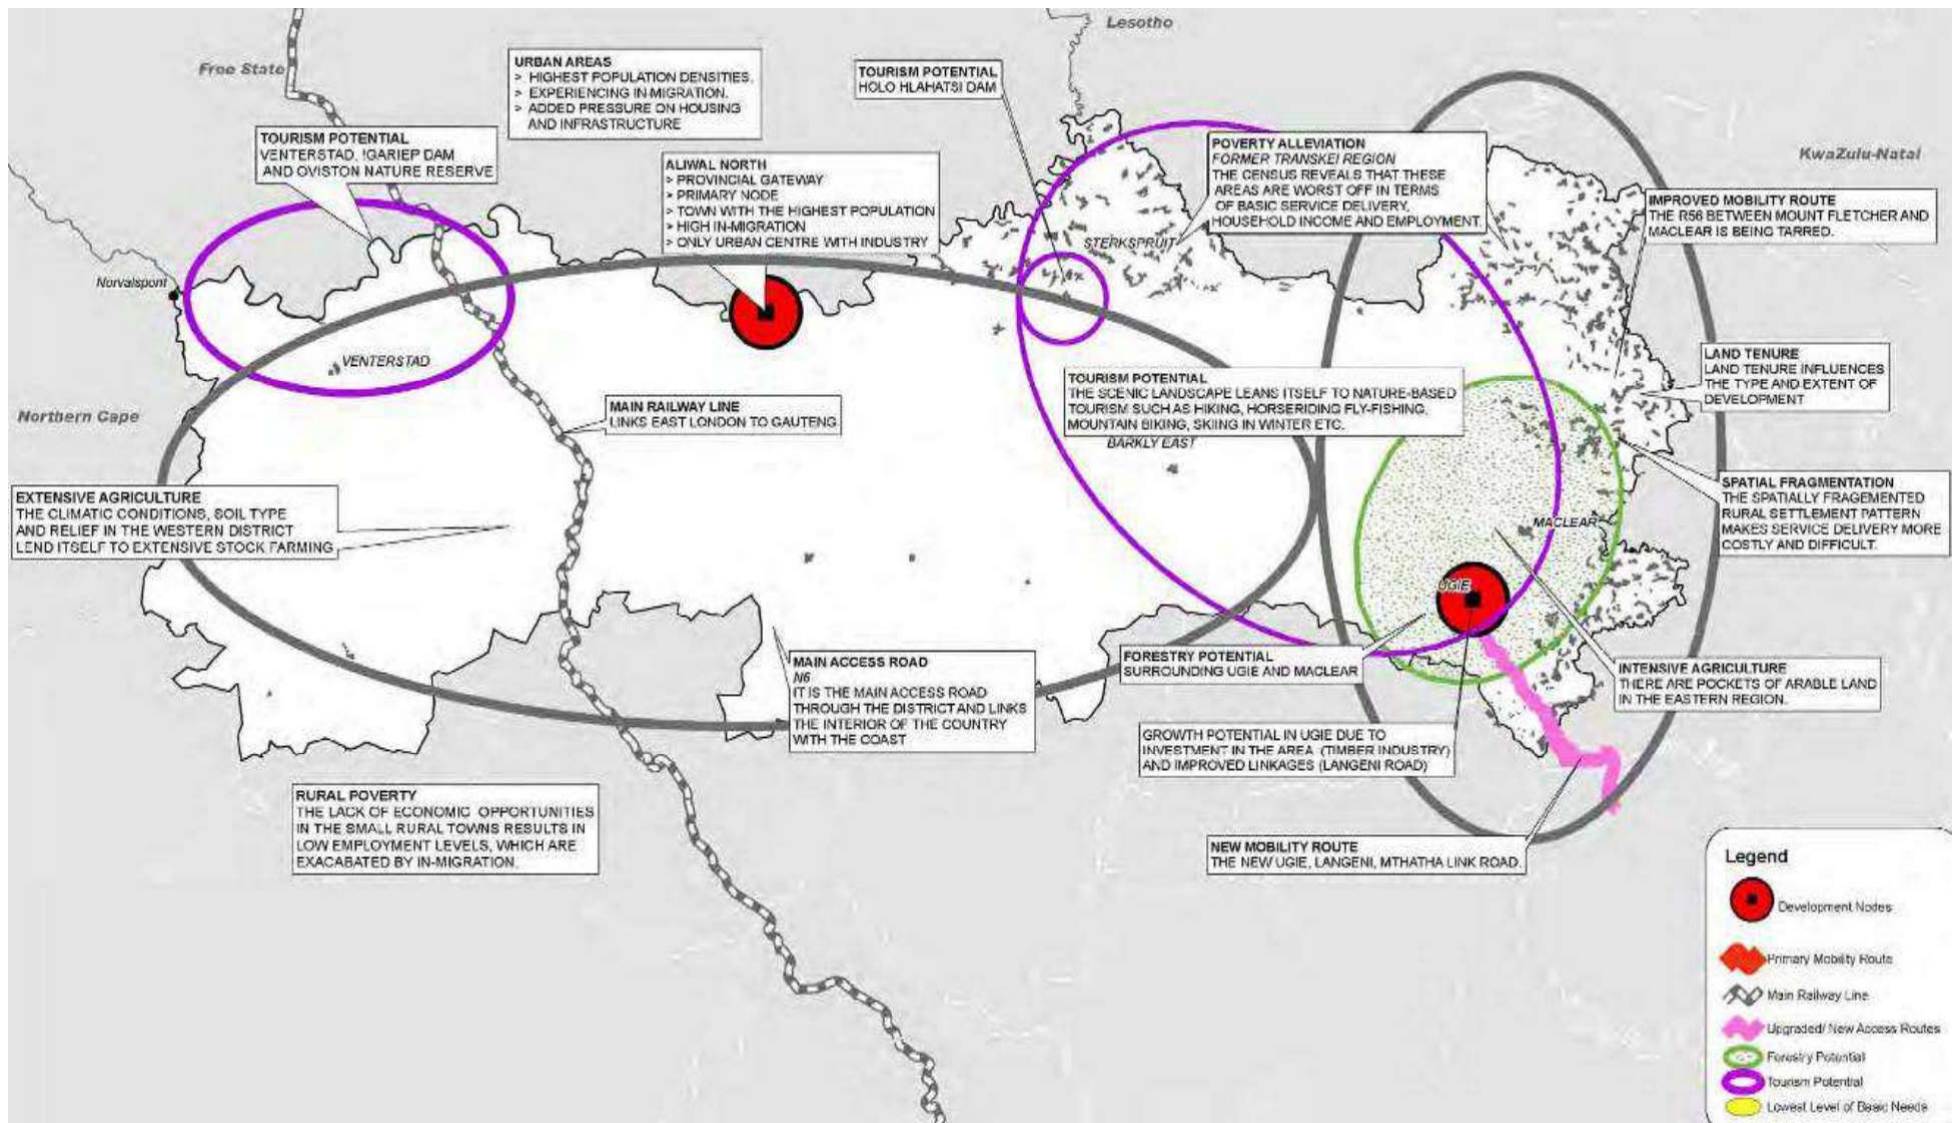 Lesotho
Free State
URBAN AREAS
> HIGHEST POPULATION DENSITIES.
> EXPERIENCING IN-MIGRATION.
> ADDED PRESSURE ON HOUSING
AND INFRASTRUCTURE
TOURISM POTENTIAL
HOLO HLAHATSI DAM
TOURISM POTENTIAL
VENTERSTAD, !GARIEP DAM
AND OVISTON NATURE RESERVE
ALIWAL NORTH
> PROVINCIAL GATEWAY
> PRIMARY NODE
> TOWN WITH THE HIGHEST POPULATION
> HIGH IN-MIGRATION
> ONLY URBAN CENTRE WITH INDUSTRY
POVERTY ALLEVIATION
FORMER TRANSKEI REGION
THE CENSUS REVEALS THAT THESE
AREAS ARE WORST OFF IN TERMS
OF BASIC SERVICE DELIVERY,
HOUSEHOLD INCOME AND EMPLOYMENT.
KwaZulu-Natal
IMPROVED MOBILITY ROUTE
THE R56 BETWEEN MOUNT FLETCHER AND
MACLEAR IS BEING TARRED.
STERKSPRUIT
Norvalspont
VENTERSTAD
Northern Cape
MAIN RAILWAY LINE
LINKS EAST LONDON TO GAUTENG
TOURISM POTENTIAL
THE SCENIC LANDSCAPE LEANS ITSELF TO NATURE-BASED
TOURISM SUCH AS HIKING, HORSERIDING FLY-FISHING,
MOUNTAIN BIKING, SKIING IN WINTER ETC.
BARKLY EAST
LAND TENURE
LAND TENURE INFLUENCES
THE TYPE AND EXTENT OF
DEVELOPMENT
EXTENSIVE AGRICULTURE
THE CLIMATIC CONDITIONS, SOIL TYPE
AND RELIEF IN THE WESTERN DISTRICT
LEND ITSELF TO EXTENSIVE STOCK FARMING
SPATIAL FRAGMENTATION
THE SPATIALLY FRAGEMENTED
RURAL SETTLEMENT PATTERN
MAKES SERVICE DELIVERY MORE
COSTLY AND DIFFICULT.
MACLEAR
UGIE
MAIN ACCESS ROAD
N6
IT IS THE MAIN ACCESS ROAD
THROUGH THE DISTRICT AND LINKS
THE INTERIOR OF THE COUNTRY
WITH THE COAST
FORESTRY POTENTIAL
SURROUNDING UGIE AND MACLEAR
INTENSIVE AGRICULTURE
THERE ARE POCKETS OF ARABLE LAND
IN THE EASTERN REGION.
GROWTH POTENTIAL IN UGIE DUE TO
INVESTMENT IN THE AREA (TIMBER INDUSTRY)
AND IMPROVED LINKAGES (LANGENI ROAD)
RURAL POVERTY
THE LACK OF ECONOMIC OPPORTUNITIES
IN THE SMALL RURAL TOWNS RESULTS IN
LOW EMPLOYMENT LEVELS, WHICH ARE
EXACABATED BY IN-MIGRATION.
NEW MOBILITY ROUTE
THE NEW UGIE, LANGENI, MTHATHA LINK ROAD.
Legend
Development Nodes
Primary Mobility Route
Main Railway Line
Upgraded/ New Access Routes
Forestry Potential
Tourism Potential
Lowest Level of Basic Needs